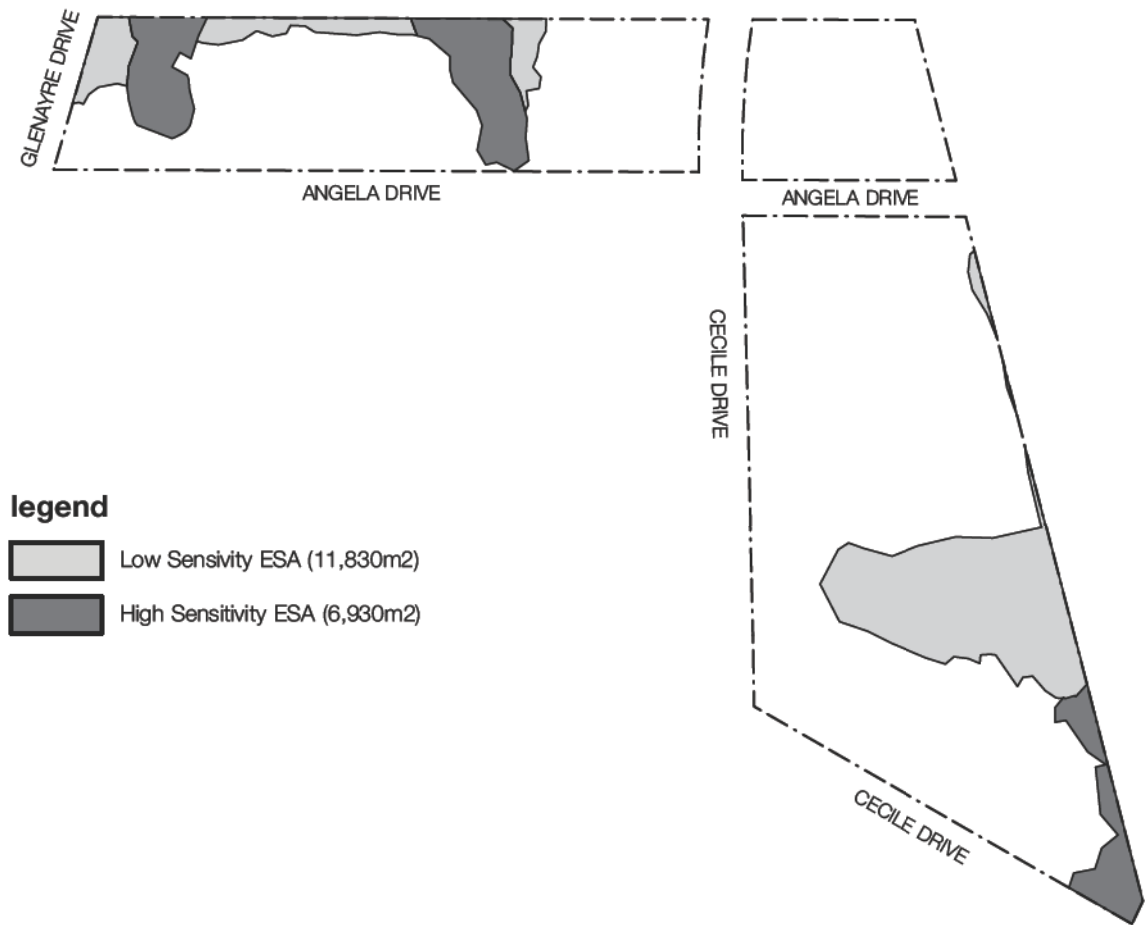 GLENAYRE DRIVE
ANGELA DRIVE
ANGELA DRIVE
CECILE DRIVE
legend
Low Sensivity ESA (11,830m2)
High Sensitivity ESA (6,930m2)
CECILE DRIVE